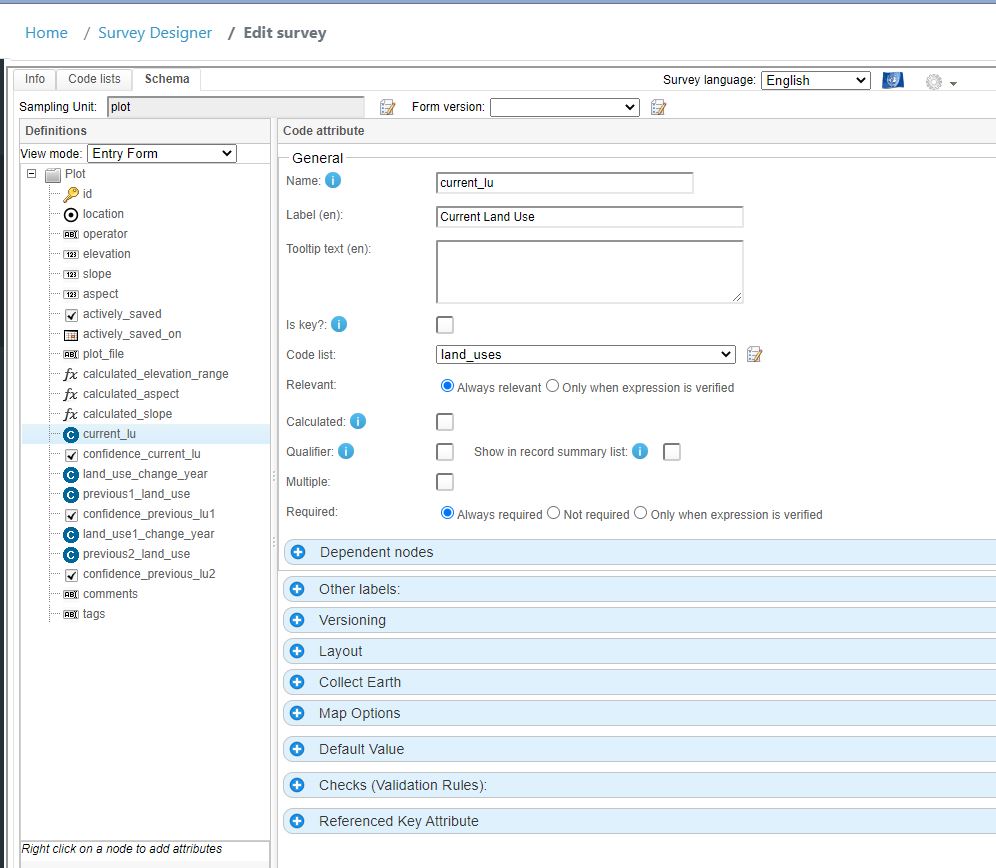 Home / Survey Designer / Edit survey
Info Code lists Schema Survey language: English
Sampling Unit: plot Form version:
Definitions
View mode: Entry Form
Plot
id
location
operator
elevation
slope
aspect
actively_saved
actively_saved_on
plot_file
calculated_elevation_range
calculated_aspect
calculated_slope
current_lu
confidence_current_lu
land_use_change_year
previous1_land_use
confidence_previous_lu1
land_use1_change_year
previous2_land_use
confidence_previous_lu2
comments
tags
Right click on a node to add attributes
Code attribute
General
Name: current_lu
Label (en): Current Land Use
Tooltip text (en):
Is key?:
Code list: land_uses
Relevant: Always relevant Only when expression is verified
Calculated:
Qualifier: Show in record summary list:
Multiple:
Required: Always required Not required Only when expression is verified
Dependent nodes
Other labels:
Versioning
Layout
Collect Earth
Map Options
Default Value
Checks (Validation Rules):
Referenced Key Attribute